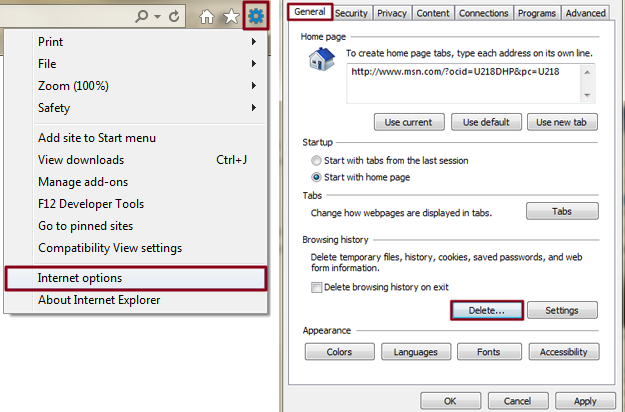 Print
File
Zoom (100%)
Safety
Add site to Start menu
View downloads Ctrl+J
Manage add-ons
F12 Developer Tools
Go to pinned sites
Compatibility View settings
Internet options
About Internet Explorer
General Security Privacy Content Connections Programs Advanced
Home page
To create home page tabs, type each address on its own line.
http://www.msn.com/?ocid=U218DHP&pc=U218
Use current Use default Use new tab
Startup
Start with tabs from the last session
Start with home page
Tabs
Change how webpages are displayed in tabs. Tabs
Browsing history
Delete temporary files, history, cookies, saved passwords, and web
form information.
Delete browsing history on exit
Delete... Settings
Appearance
Colors Languages Fonts Accessibility
OK Cancel Apply